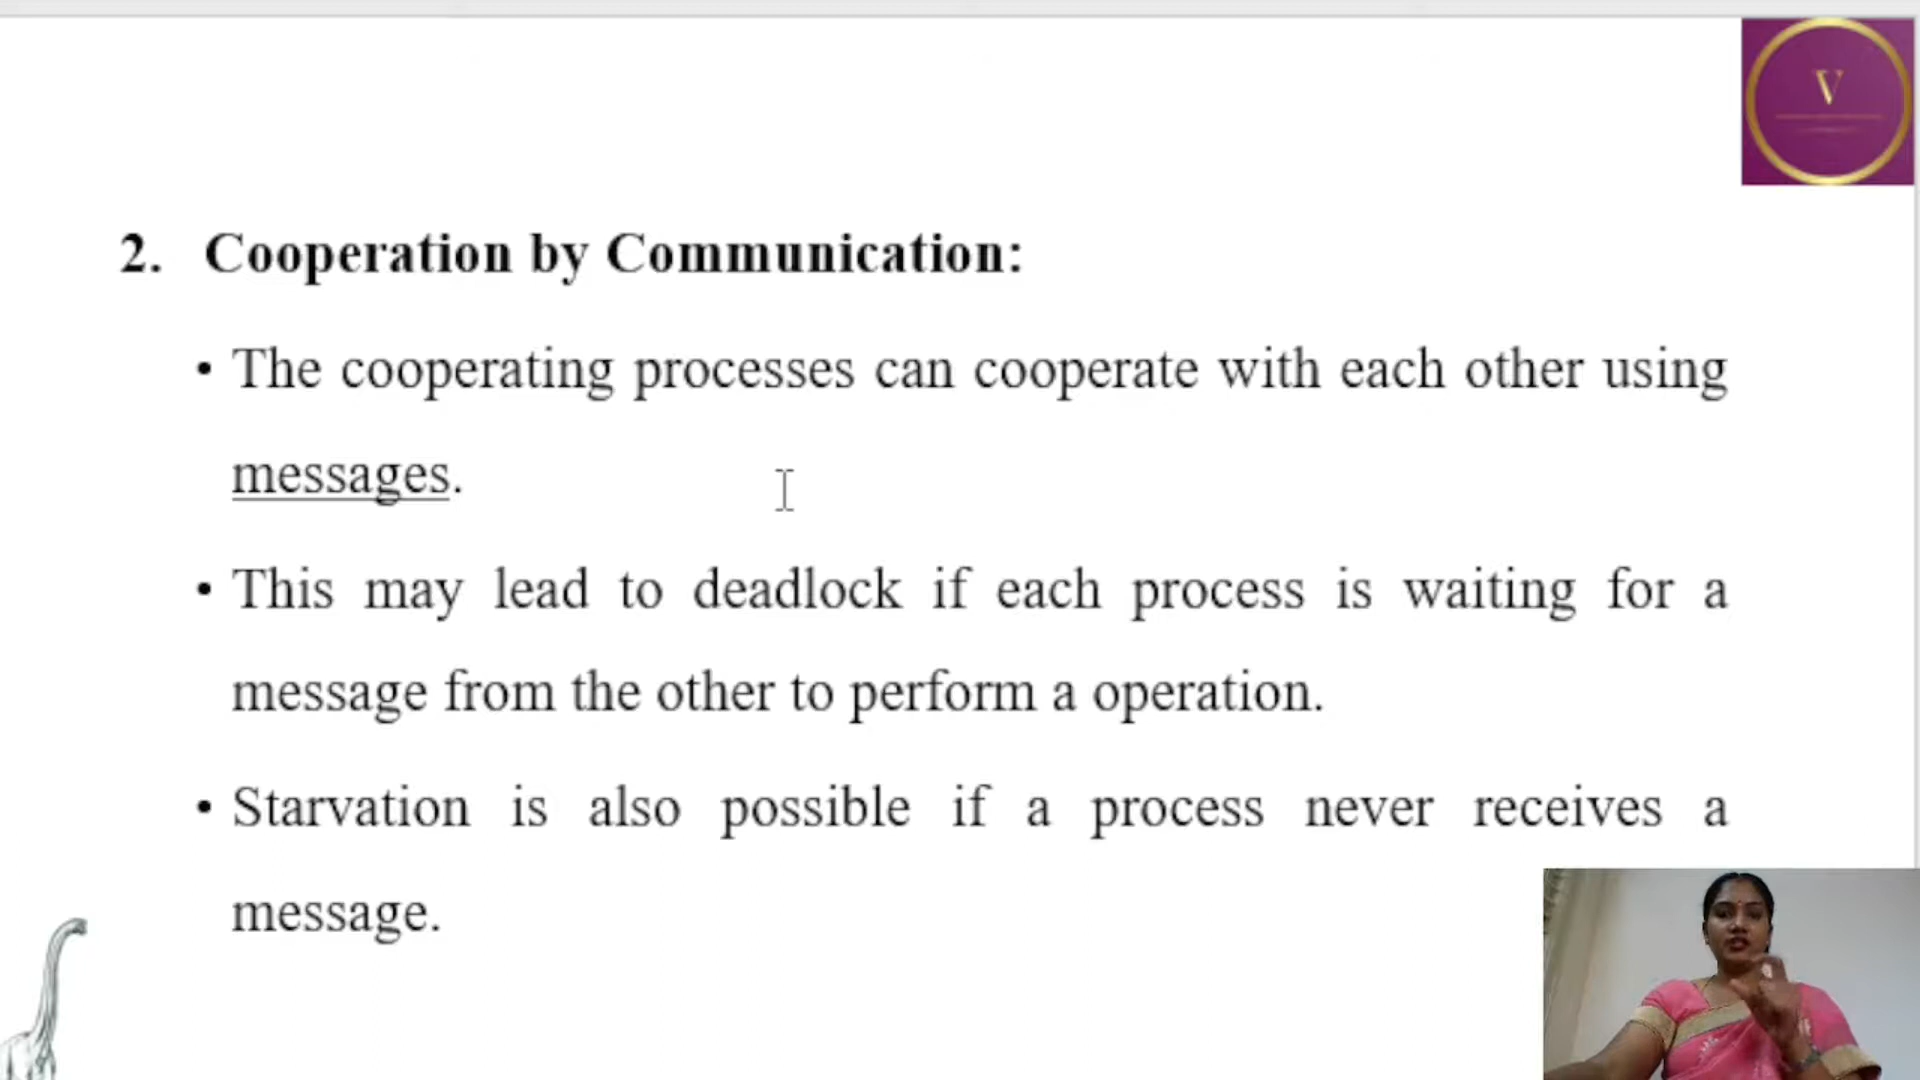 V
2. Cooperation by Communication:
• The cooperating processes can cooperate with each other using
messages.
• This may lead to deadlock if each process is waiting for a
message from the other to perform a operation.
• Starvation is also possible if a process never receives a
message.